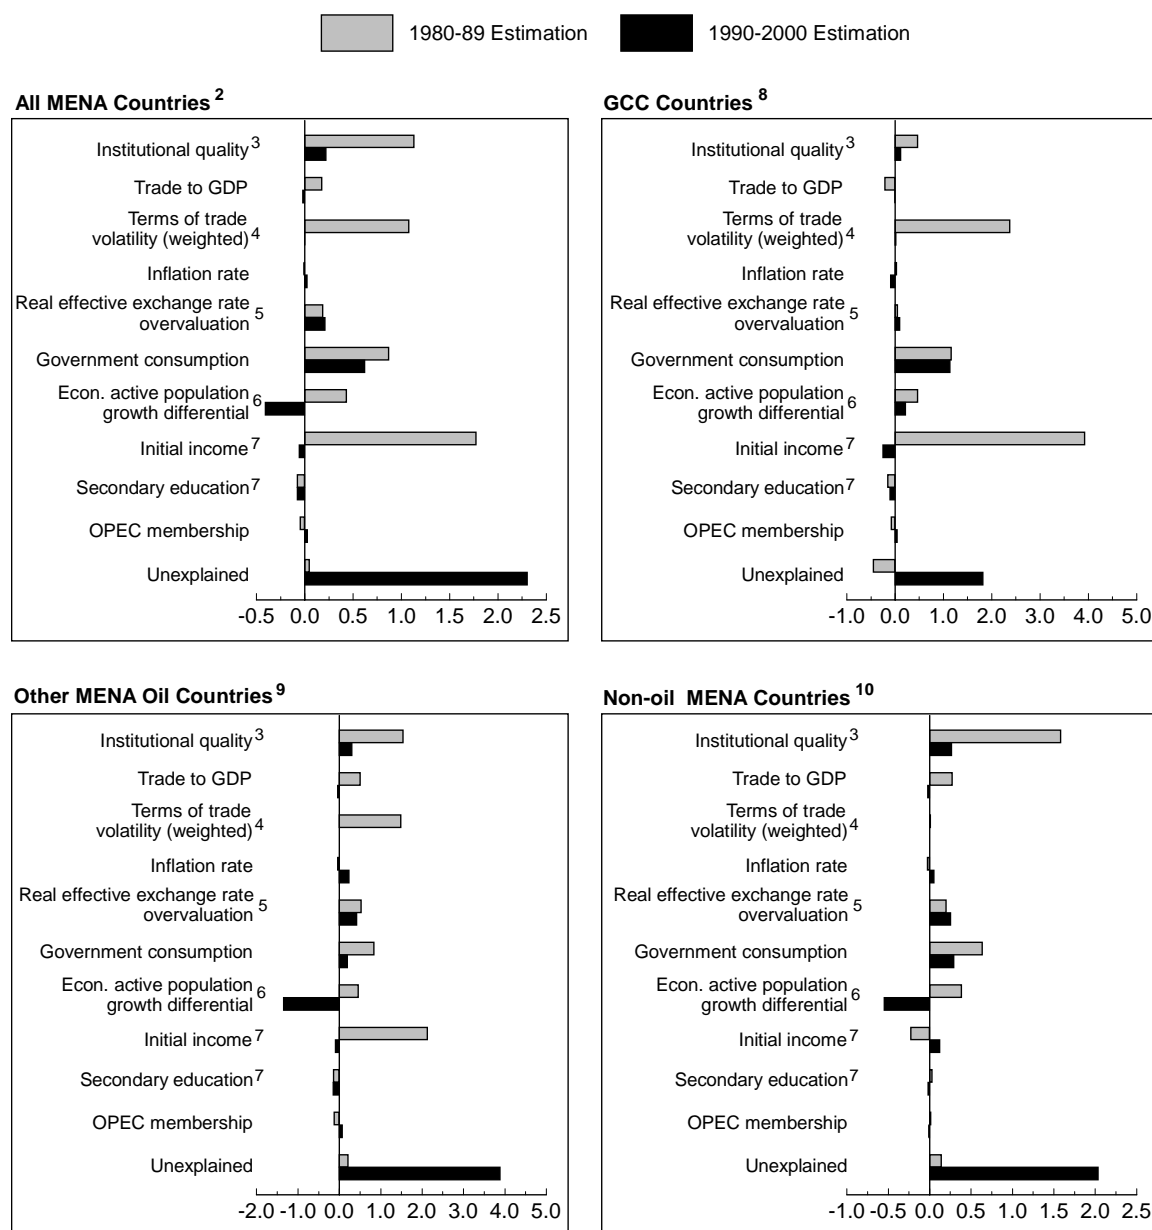 1980-89 Estimation 1990-2000 Estimation
All MENA Countries 2
Institutional quality 3
Trade to GDP
Terms of trade
volatility (weighted) 4
Inflation rate
Real effective exchange rate
overvaluation 5
Government consumption
Econ. active population
growth differential 6
Initial income 7
Secondary education 7
OPEC membership
Unexplained
-0.5 0.0 0.5 1.0 1.5 2.0 2.5
GCC Countries 8
Institutional quality 3
Trade to GDP
Terms of trade
volatility (weighted) 4
Inflation rate
Real effective exchange rate
overvaluation 5
Government consumption
Econ. active population
growth differential 6
Initial income 7
Secondary education 7
OPEC membership
Unexplained
-1.0 0.0 1.0 2.0 3.0 4.0 5.0
Other MENA Oil Countries 9
Institutional quality 3
Trade to GDP
Terms of trade
volatility (weighted) 4
Inflation rate
Real effective exchange rate
overvaluation 5
Government consumption
Econ. active population
growth differential 6
Initial income 7
Secondary education 7
OPEC membership
Unexplained
-2.0 -1.0 0.0 1.0 2.0 3.0 4.0 5.0
Non-oil MENA Countries 10
Institutional quality 3
Trade to GDP
Terms of trade
volatility (weighted) 4
Inflation rate
Real effective exchange rate
overvaluation 5
Government consumption
Econ. active population
growth differential 6
Initial income 7
Secondary education 7
OPEC membership
Unexplained
-1.0 -0.5 0.0 0.5 1.0 1.5 2.0 2.5